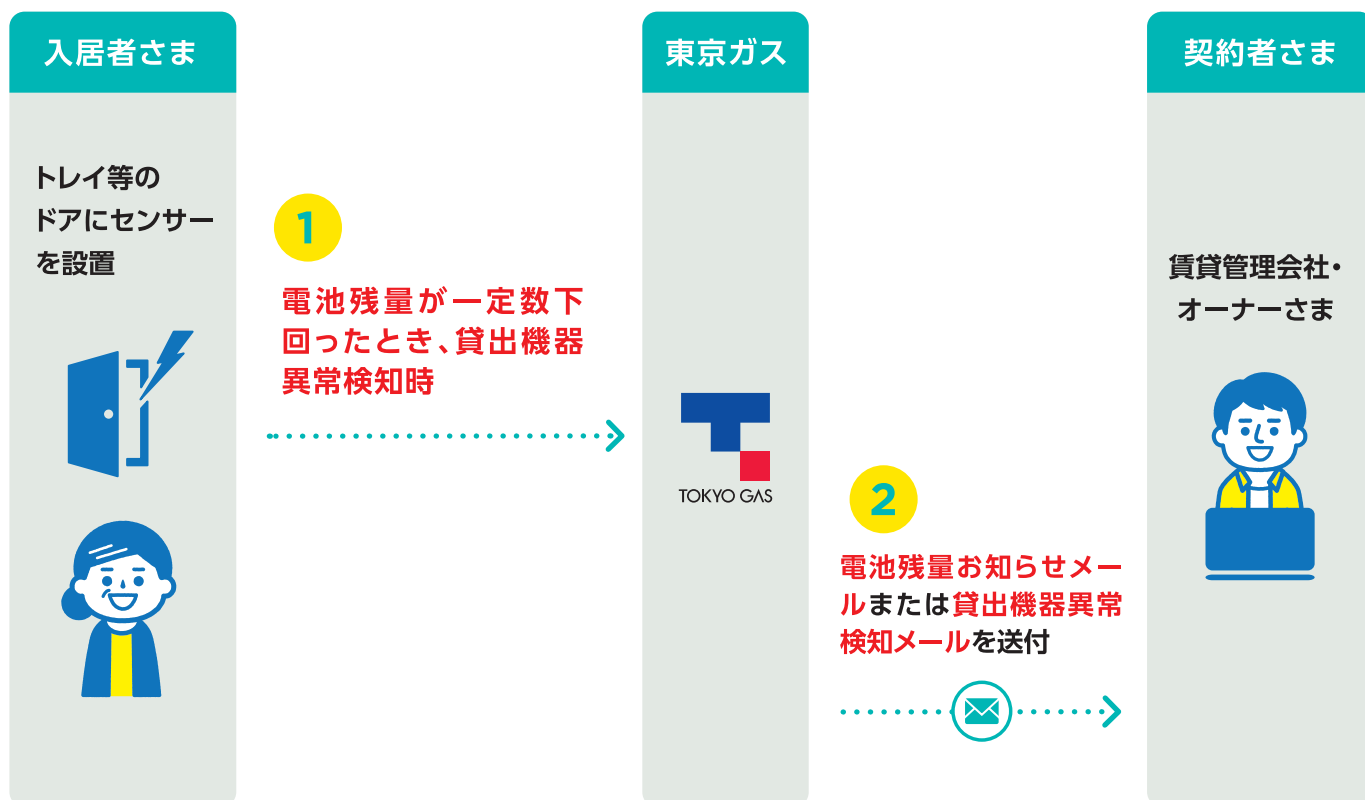 入居者さま
トレイ等の
ドアにセンサー
を設置
1
電池残量が一定数下
回ったとき、貸出機器
異常検知時
東京ガス
TOKYO GAS
2
電池残量お知らせメー
ルまたは貸出機器異常
検知メールを送付
契約者さま
賃貸管理会社・
オーナーさま